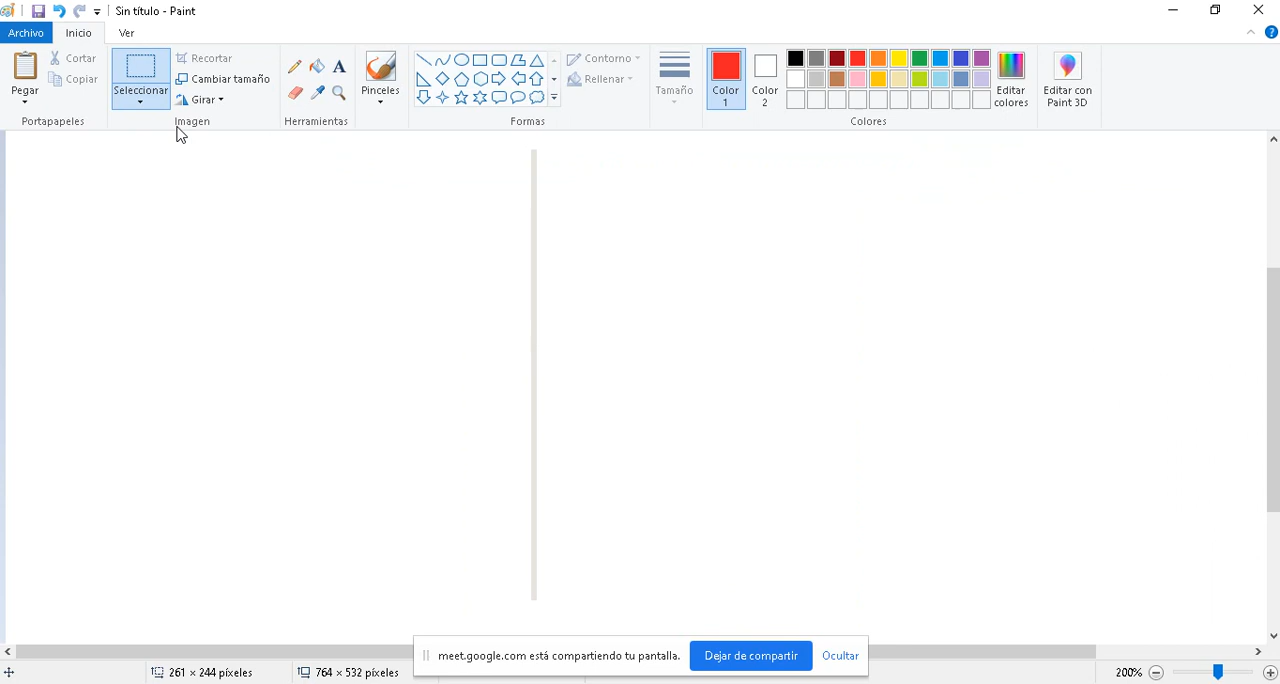 Sin título - Paint
Archivo Inicio Ver
Pegar
Cortar
Copiar
Portapapeles
Seleccionar
Recortar
Cambiar tamaño
Girar
Imagen
A
Herramientas
Pinceles
Contorno
Rellenar
Formas
Tamaño
Color 1
Color 2
Editar colores
Colores
Editar con Paint 3D
meet.google.com está compartiendo tu pantalla. Dejar de compartir Ocultar
261 × 244 píxeles 764 × 532 píxeles 200%